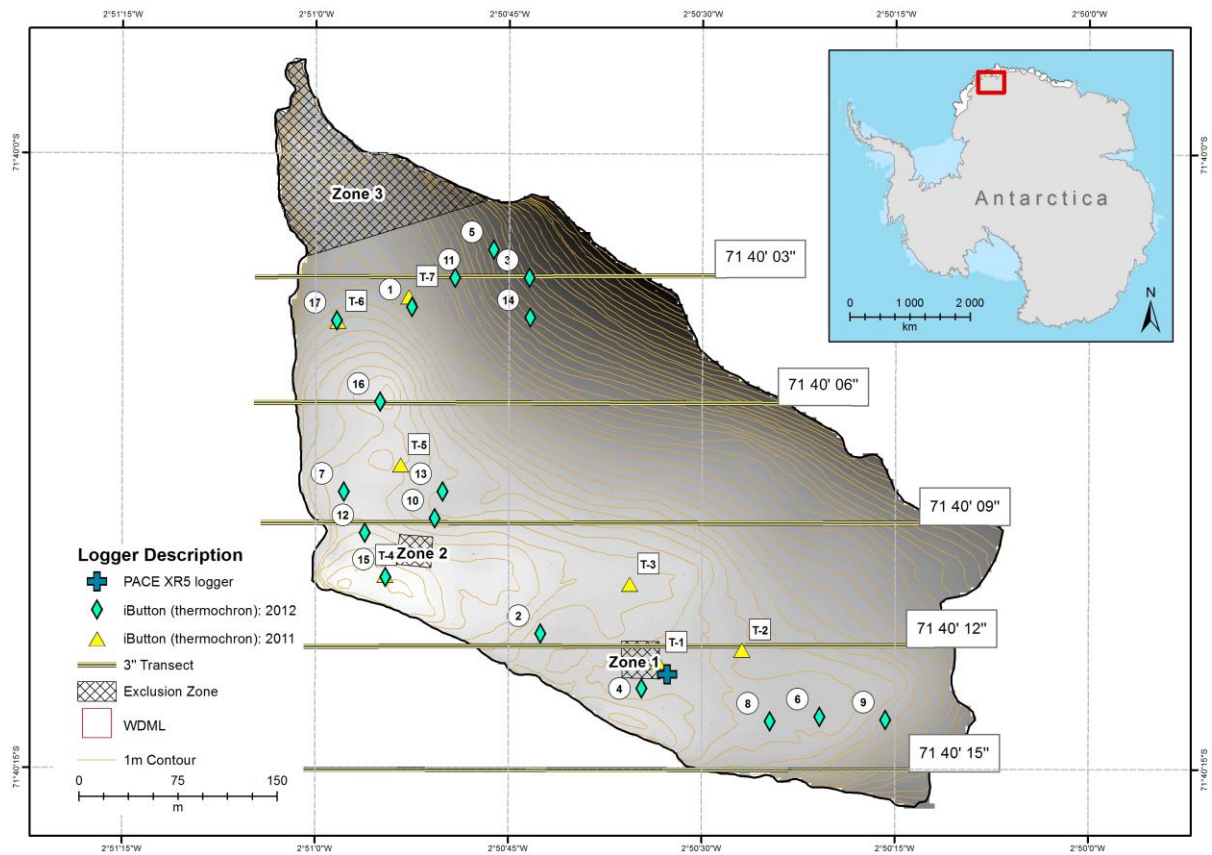 2°51'15"W
2°51'0"W
2°50'45"W
2°50'30"W
2°50'15"W
2°50'0"W
71°40'0"S
71°40'0"S
Zone 3
5
3
11
71 40' 03"
T-7
1
14
17
T-6
Antarctica
0 1 000 2 000
km
N
16
71 40' 06"
T-5
13
7
10
12
71 40' 09"
15
T-4
Zone 2
T-3
2
71 40' 12"
T-2
T-1
Zone 1
4
8
6
9
71 40' 15"
Logger Description
PACE XR5 logger
iButton (thermochron): 2012
iButton (thermochron): 2011
3" Transect
Exclusion Zone
WDML
1m Contour
0 75 150
m
71°40'15"S
71°40'15"S
2°51'15"W
2°51'0"W
2°50'45"W
2°50'30"W
2°50'15"W
2°50'0"W